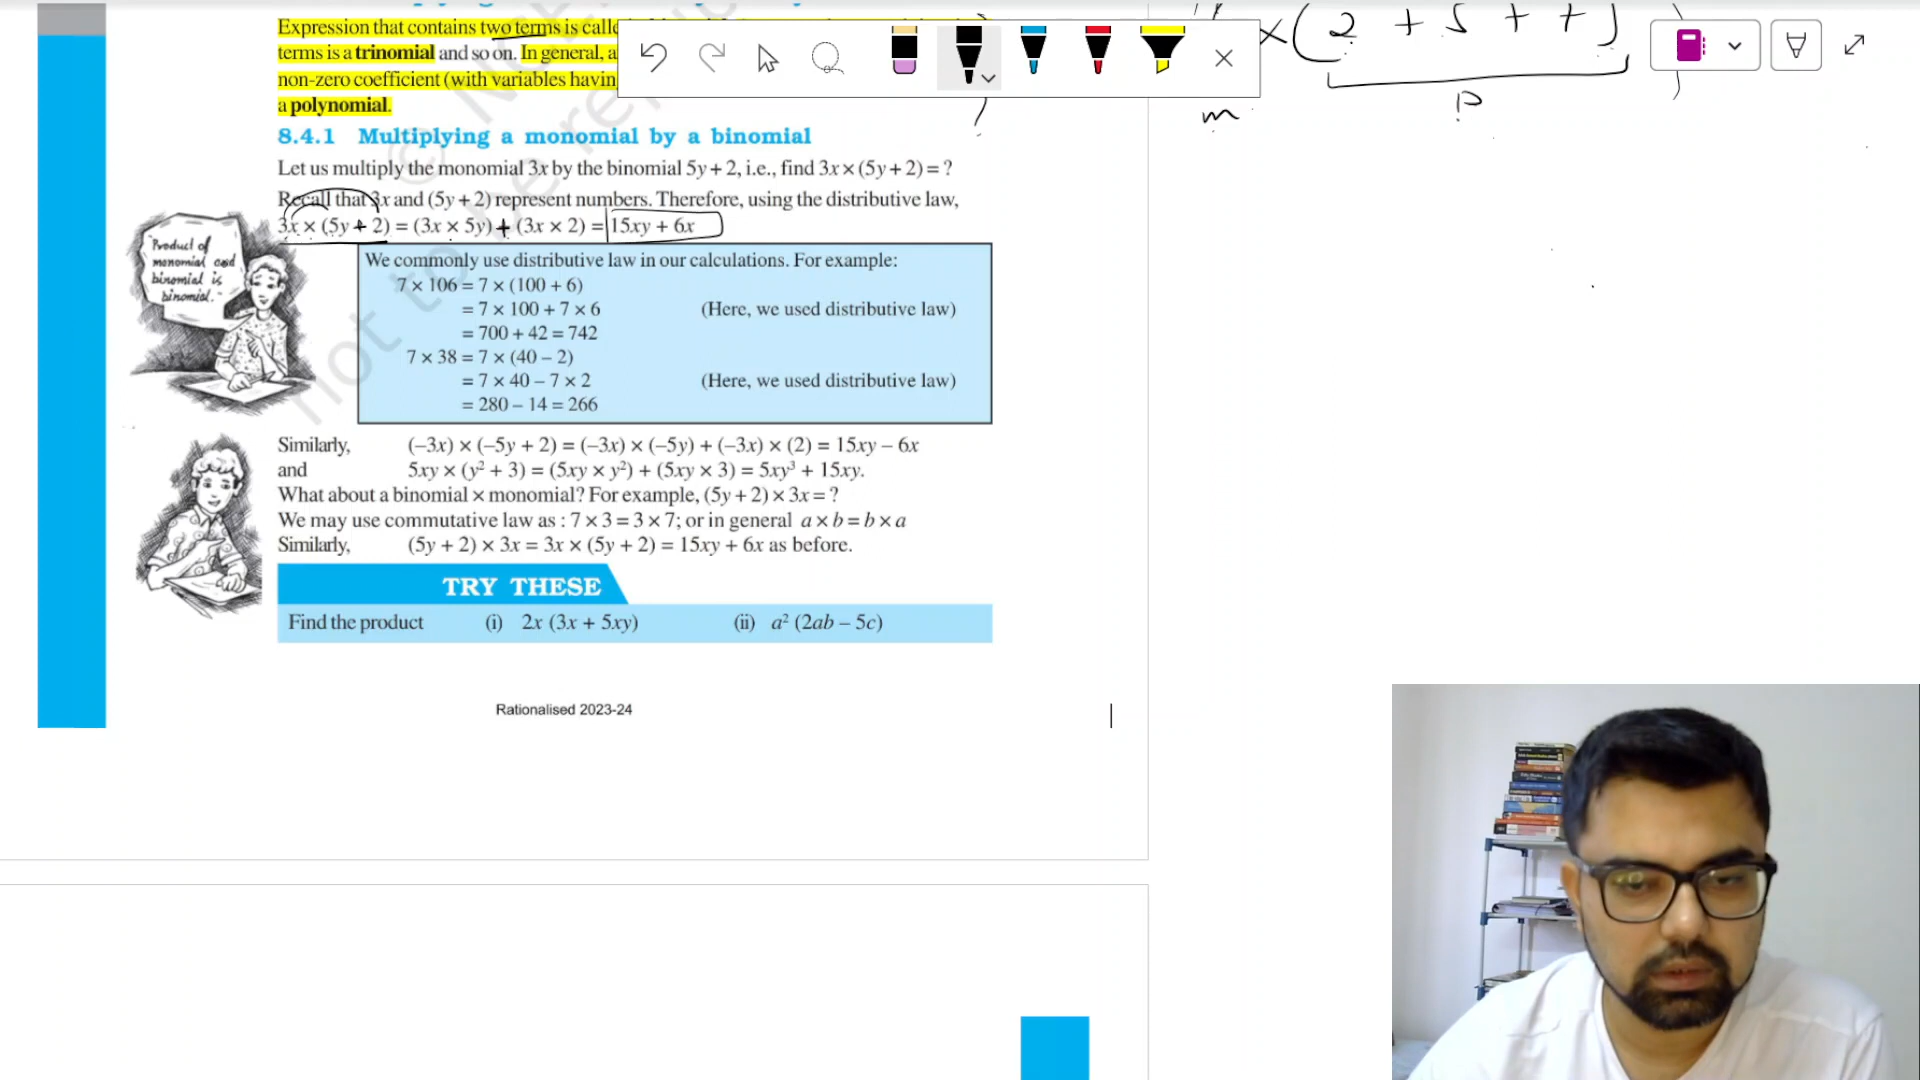 Expression that contains two terms is calle
terms is a trinomial and so on. In general, a
non-zero coefficient (with variables havin
a polynomial.
8.4.1 Multiplying a monomial by a binomial
Let us multiply the monomial 3x by the binomial 5y + 2, i.e., find 3x × (5y + 2) = ?
Recall that 3x and (5y + 2) represent numbers. Therefore, using the distributive law,
3x × (5y + 2) = (3x × 5y) + (3x × 2) = 15xy + 6x
"Product of
monomial and
binomial is
binomial."
We commonly use distributive law in our calculations. For example:
7 × 106 = 7 × (100 + 6)
= 7 × 100 + 7 × 6 (Here, we used distributive law)
= 700 + 42 = 742
7 × 38 = 7 × (40 – 2)
= 7 × 40 – 7 × 2 (Here, we used distributive law)
= 280 – 14 = 266
Similarly, (–3x) × (–5y + 2) = (–3x) × (–5y) + (–3x) × (2) = 15xy – 6x
and 5xy × (y² + 3) = (5xy × y²) + (5xy × 3) = 5xy³ + 15xy.
What about a binomial × monomial? For example, (5y + 2) × 3x = ?
We may use commutative law as : 7 × 3 = 3 × 7; or in general a × b = b × a
Similarly, (5y + 2) × 3x = 3x × (5y + 2) = 15xy + 6x as before.
TRY THESE
Find the product (i) 2x (3x + 5xy) (ii) a² (2ab – 5c)
Rationalised 2023-24
not to be re
× (2 + 5 + 7)
m
P